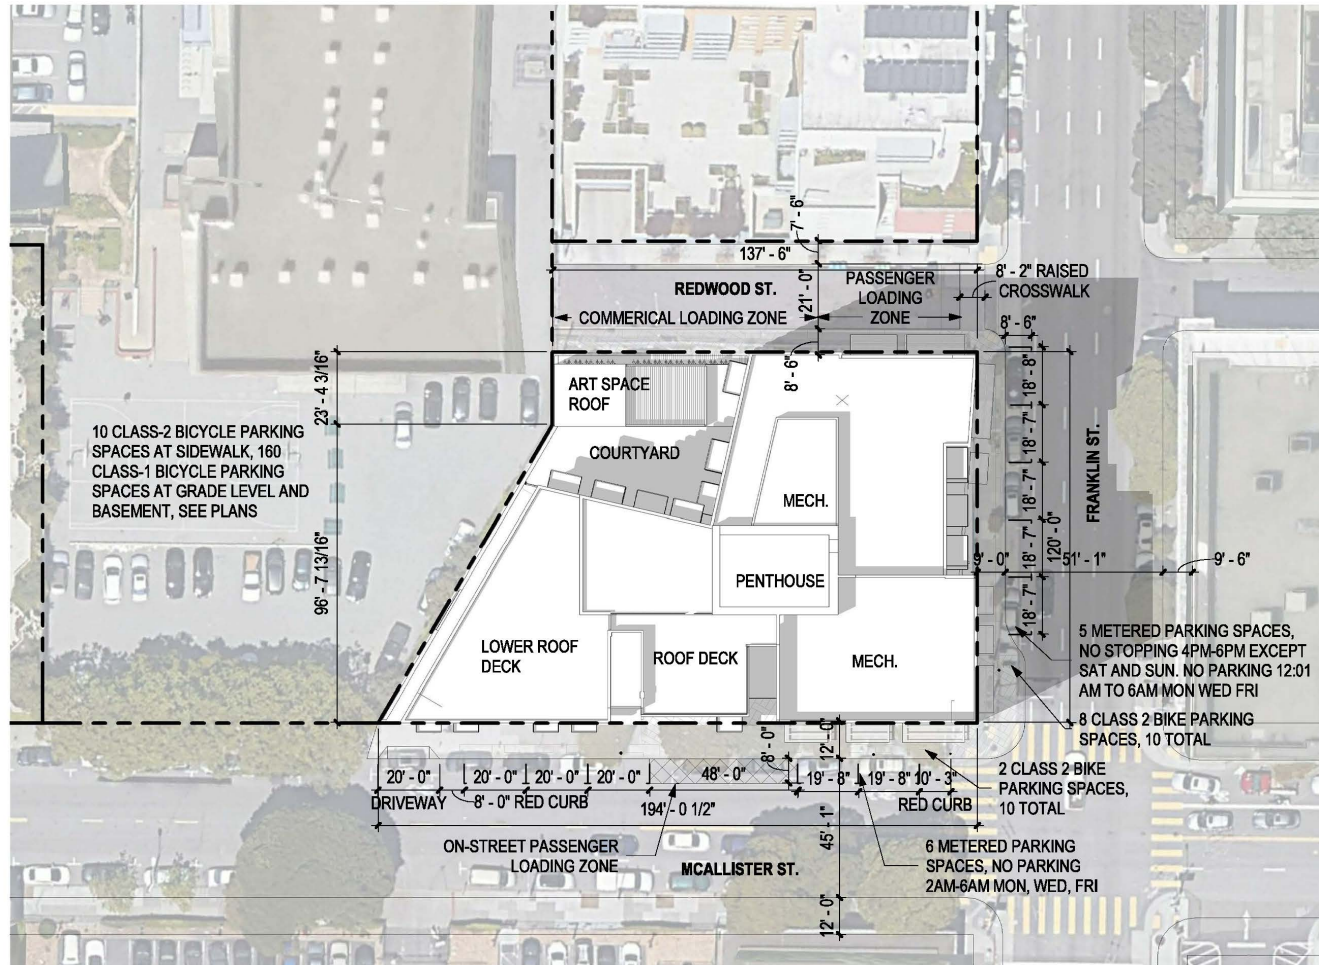 7' - 6"
137' - 6"
8' - 2" RAISED
CROSSWALK
REDWOOD ST.
21' - 0"
PASSENGER
LOADING
ZONE
COMMERICAL LOADING ZONE
8' - 6"
8' - 6"
23' - 4 3/16"
ART SPACE
ROOF
18' - 8"
18' - 7"
18' - 7"
18' - 7"
18' - 7"
120' - 0"
FRANKLIN ST.
10 CLASS-2 BICYCLE PARKING
SPACES AT SIDEWALK, 160
CLASS-1 BICYCLE PARKING
SPACES AT GRADE LEVEL AND
BASEMENT, SEE PLANS
COURTYARD
MECH.
96' - 7 13/16"
9' - 0"
51' - 1"
9' - 6"
PENTHOUSE
LOWER ROOF
DECK
ROOF DECK
MECH.
5 METERED PARKING SPACES,
NO STOPPING 4PM-6PM EXCEPT
SAT AND SUN. NO PARKING 12:01
AM TO 6AM MON WED FRI
8 CLASS 2 BIKE PARKING
SPACES, 10 TOTAL
8' - 0"
12' - 0"
20' - 0"
20' - 0"
20' - 0"
20' - 0"
48' - 0"
19' - 8"
19' - 8"
10' - 3"
2 CLASS 2 BIKE
PARKING SPACES,
10 TOTAL
DRIVEWAY
8' - 0" RED CURB
194' - 0 1/2"
RED CURB
45' - 1"
ON-STREET PASSENGER
LOADING ZONE
MCALLISTER ST.
6 METERED PARKING
SPACES, NO PARKING
2AM-6AM MON, WED, FRI
12' - 0"